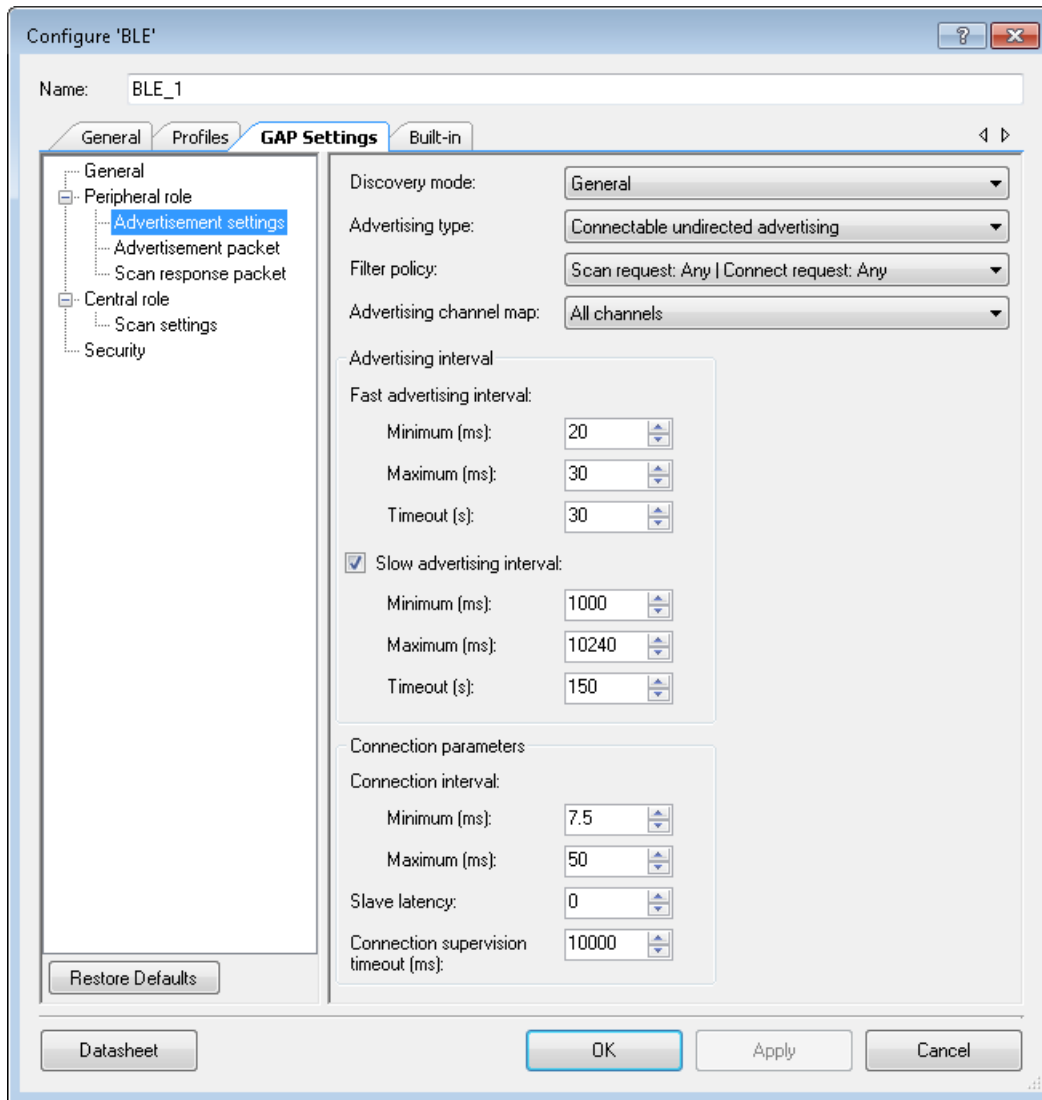 Configure 'BLE'
Name: BLE_1
General Profiles GAP Settings Built-in
General
Peripheral role
Advertisement settings
Advertisement packet
Scan response packet
Central role
Scan settings
Security
Restore Defaults
Discovery mode: General
Advertising type: Connectable undirected advertising
Filter policy: Scan request: Any | Connect request: Any
Advertising channel map: All channels
Advertising interval
Fast advertising interval:
Minimum (ms): 20
Maximum (ms): 30
Timeout (s): 30
Slow advertising interval:
Minimum (ms): 1000
Maximum (ms): 10240
Timeout (s): 150
Connection parameters
Connection interval:
Minimum (ms): 7.5
Maximum (ms): 50
Slave latency: 0
Connection supervision 10000
timeout (ms):
Datasheet OK Apply Cancel